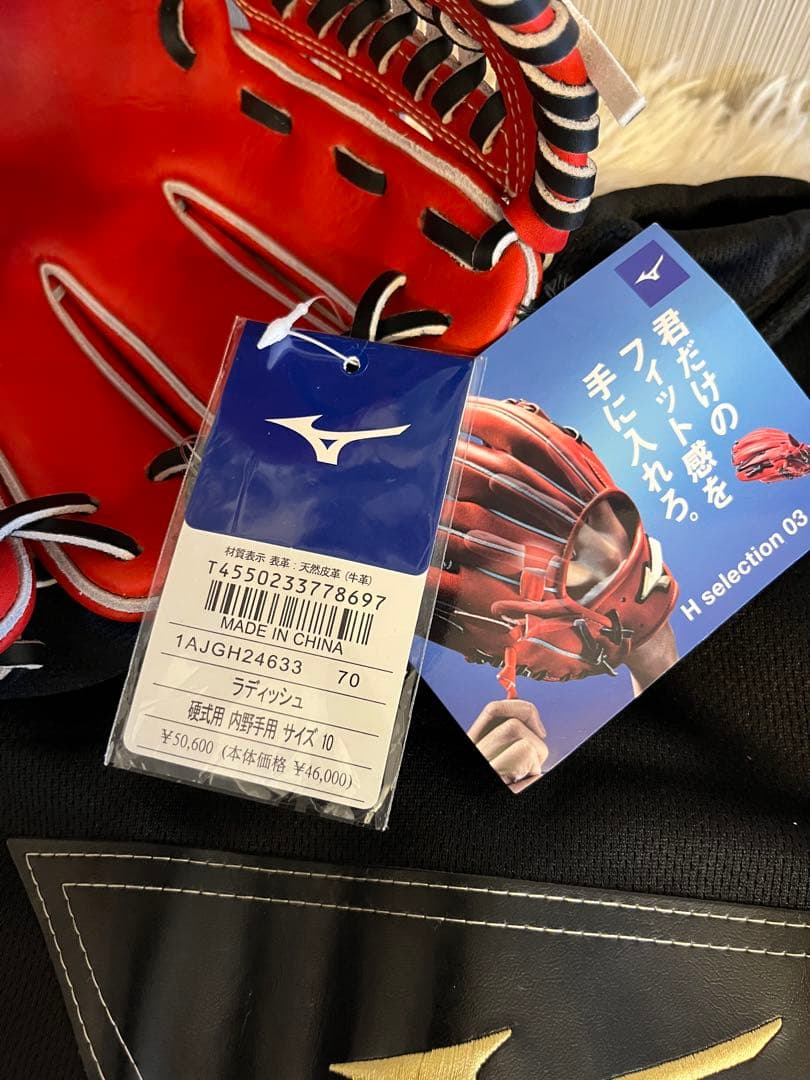 材質表示 表革：天然皮革（牛革）
T4550233778697
MADE IN CHINA
1AJGH24633 70
ラディッシュ
硬式用 内野手用 サイズ 10
¥50,600 (本体価格 ¥46,000)
君だけの
フィット感を
手に入れろ。
H selection 03